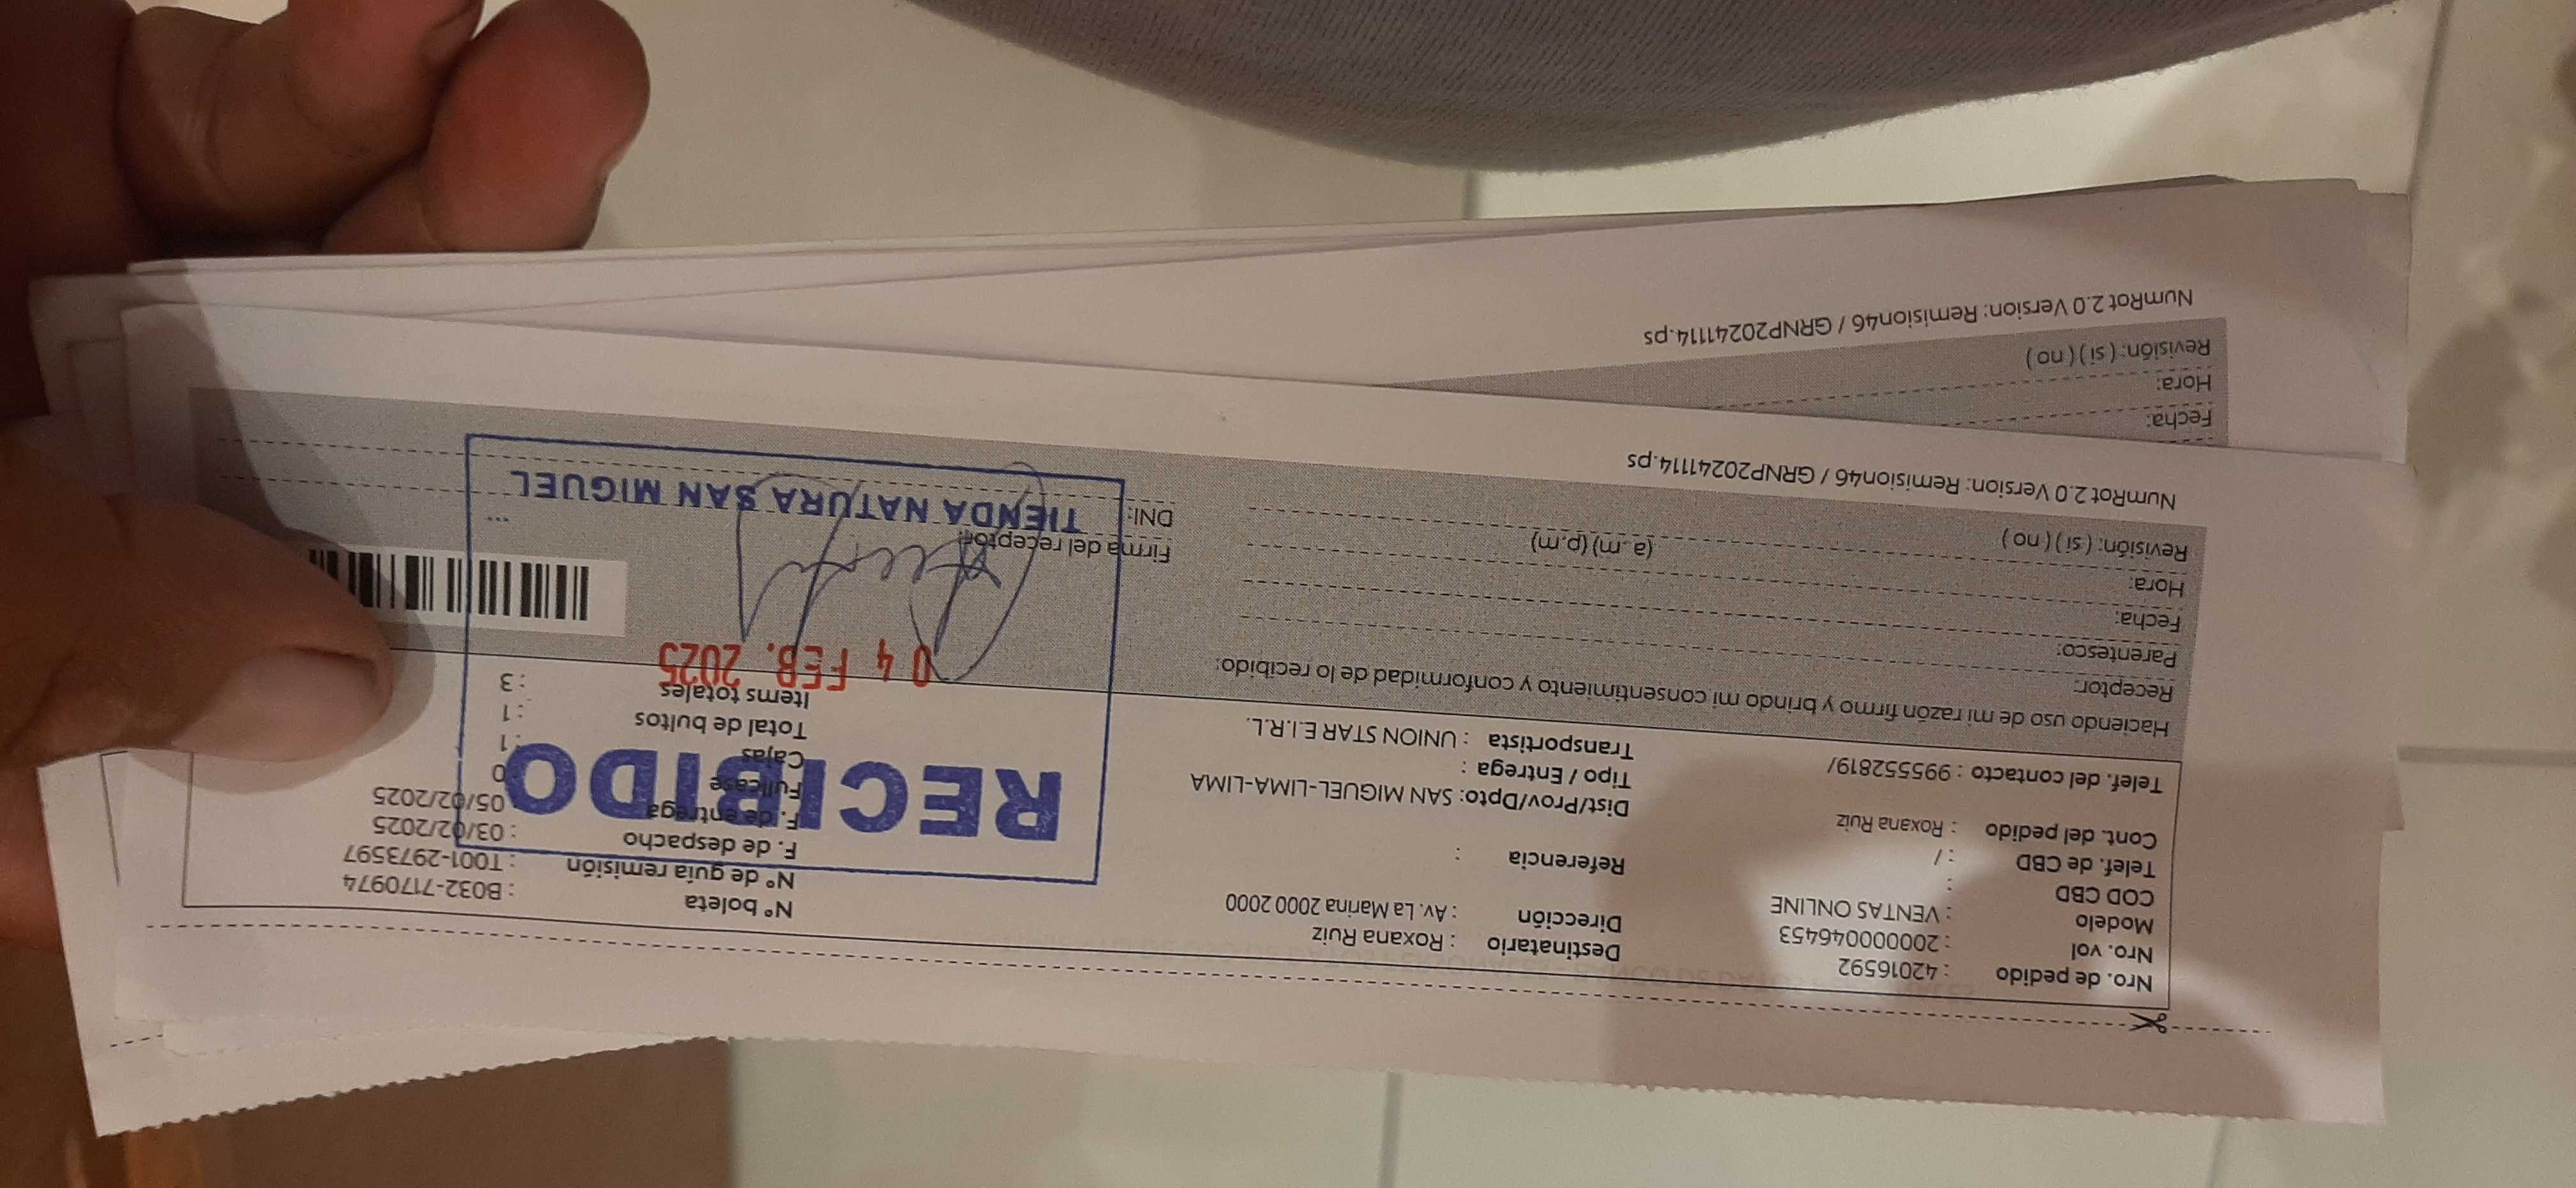 Nro. de pedido : 42016592
Nro. vol : 200000046453
Modelo : VENTAS ONLINE
COD CBD :
Telef. de CBD : /
Cont. del pedido : Roxana Ruiz
Telef. del contacto : 995552819/
Destinatario : Roxana Ruiz
Dirección : Av. La Marina 2000 2000
Referencia :
Dist/Prov/Dpto: SAN MIGUEL-LIMA-LIMA
Tipo / Entrega :
Transportista : UNION STAR E.I.R.L.
N° boleta : B032-7170974
N° de guía remisión : T001-2973597
F. de despacho : 03/02/2025
F. de entrega : 05/02/2025
Fullcase 0
Cajas : 1
Total de bultos : 1
Items totales : 3
RECIBIDO
04 FEB. 2025
TIENDA NATURA SAN MIGUEL
Haciendo uso de mi razón firmo y brindo mi consentimiento y conformidad de lo recibido:
Receptor:
Parentesco:
Fecha:
Hora: (a. m) (p.m)
Revisión: ( si ) ( no )
Firma del receptor:
DNI:
...
NumRot 2.0 Version: Remision46 / GRNP20241114.ps
Fecha:
Hora:
Revisión: ( si ) ( no )
NumRot 2.0 Version: Remision46 / GRNP20241114.ps